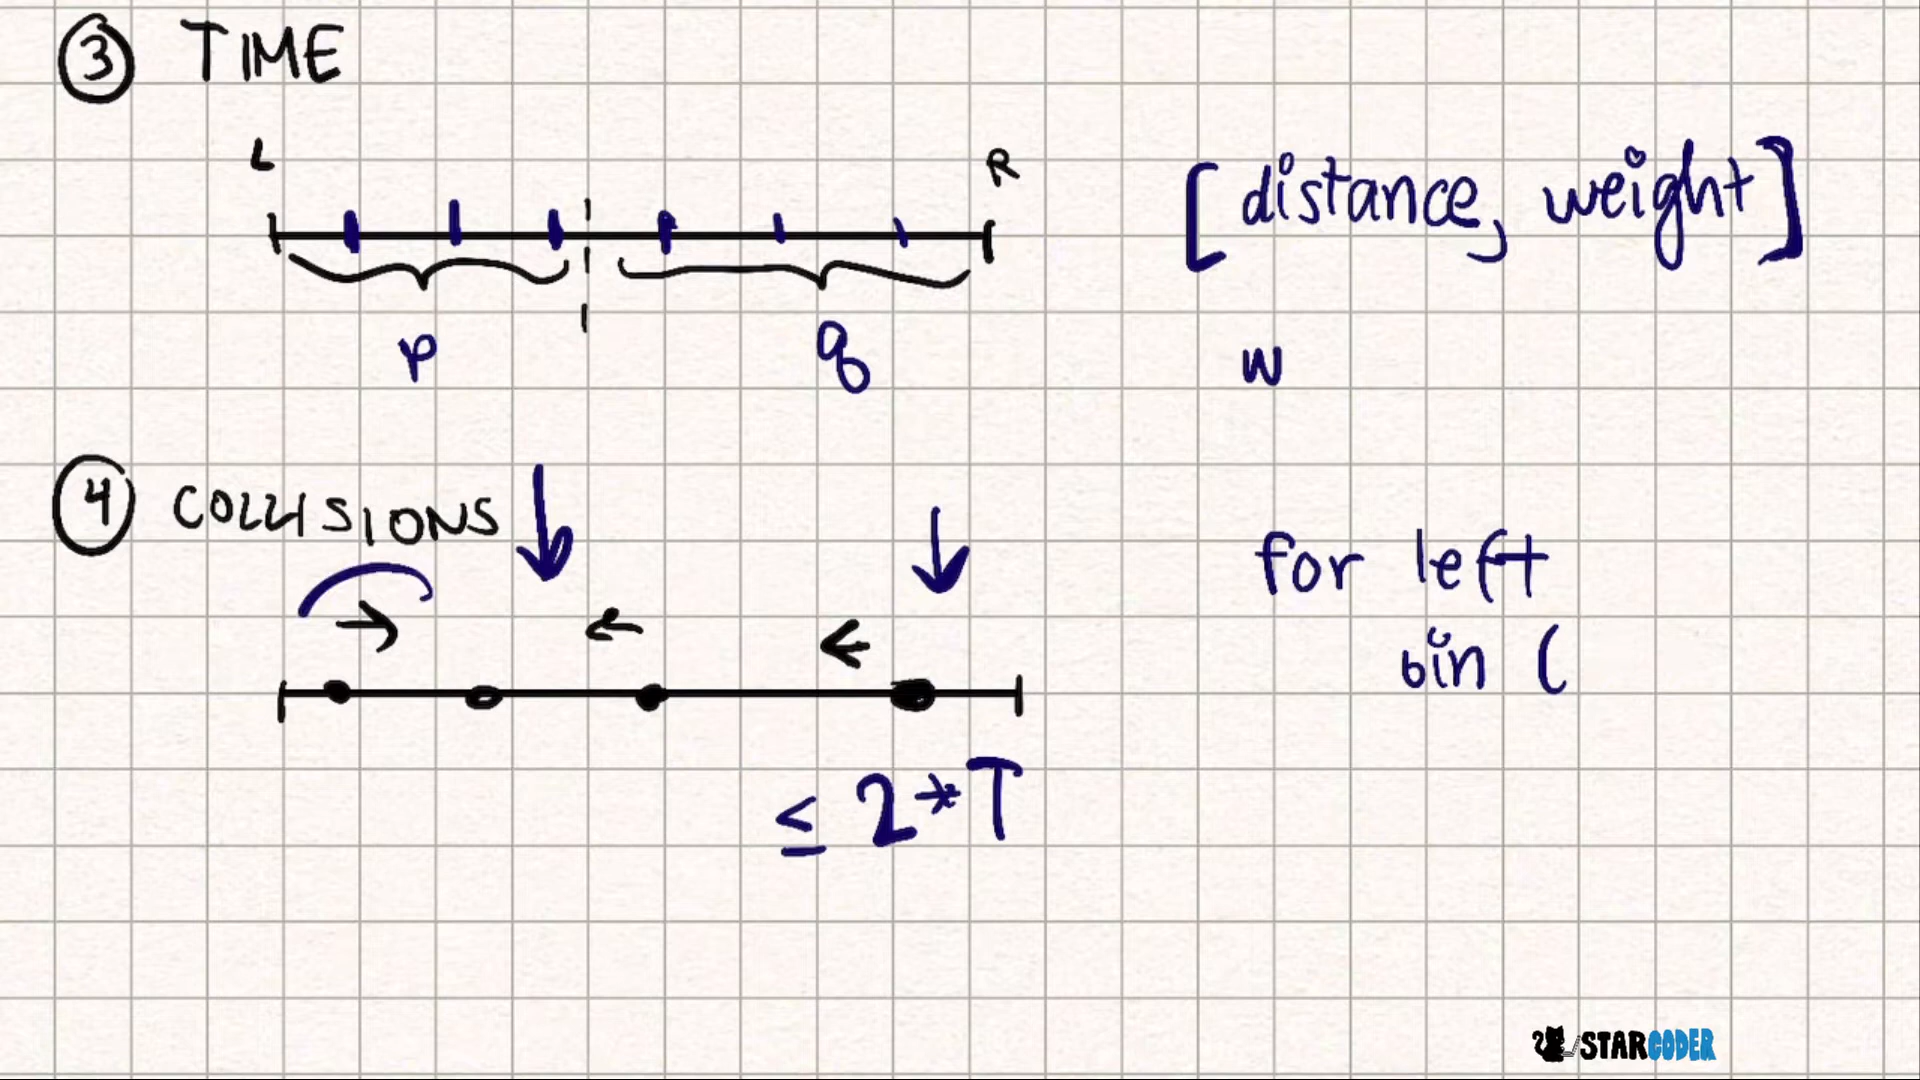 3 TIME
L R
[distance, weight]
p q
w
4 COLLISIONS
for left
bin (
≤ 2*T
STARCODER